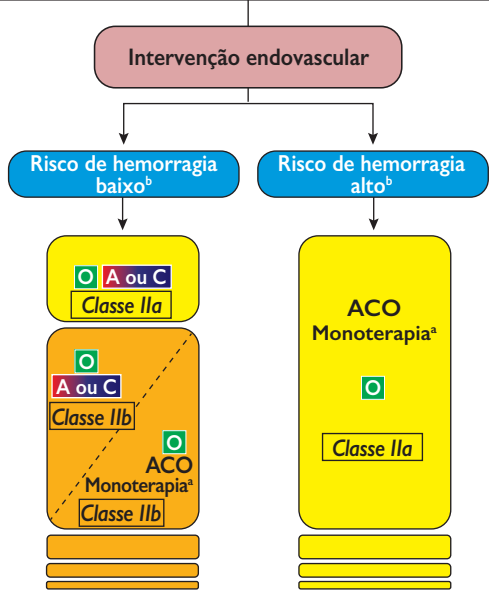 Intervenção endovascular
Risco de hemorragia
baixoᵇ
Risco de hemorragia
altoᵇ
O A ou C
Classe IIa
O
A ou C
Classe IIb
O
ACO
Monoterapiaᵃ
Classe IIb
ACO
Monoterapiaᵃ
O
Classe IIa